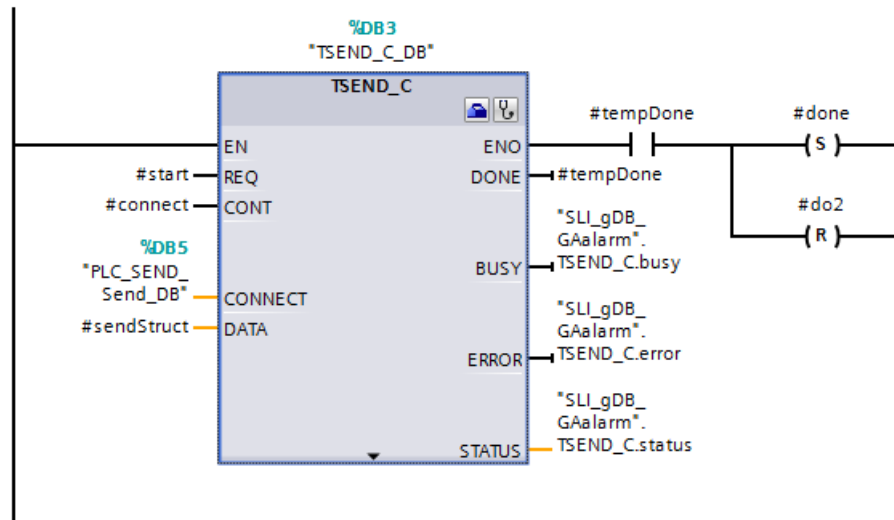 %DB3
"TSEND_C_DB"
TSEND_C
EN
ENO
#tempDone
#done
S
#start
REQ
DONE
#tempDone
#connect
CONT
#do2
R
%DB5
"PLC_SEND_
Send_DB"
CONNECT
"SLI_gDB_
GAalarm".
BUSY
TSEND_C.busy
#sendStruct
DATA
"SLI_gDB_
GAalarm".
ERROR
TSEND_C.error
"SLI_gDB_
GAalarm".
STATUS
TSEND_C.status